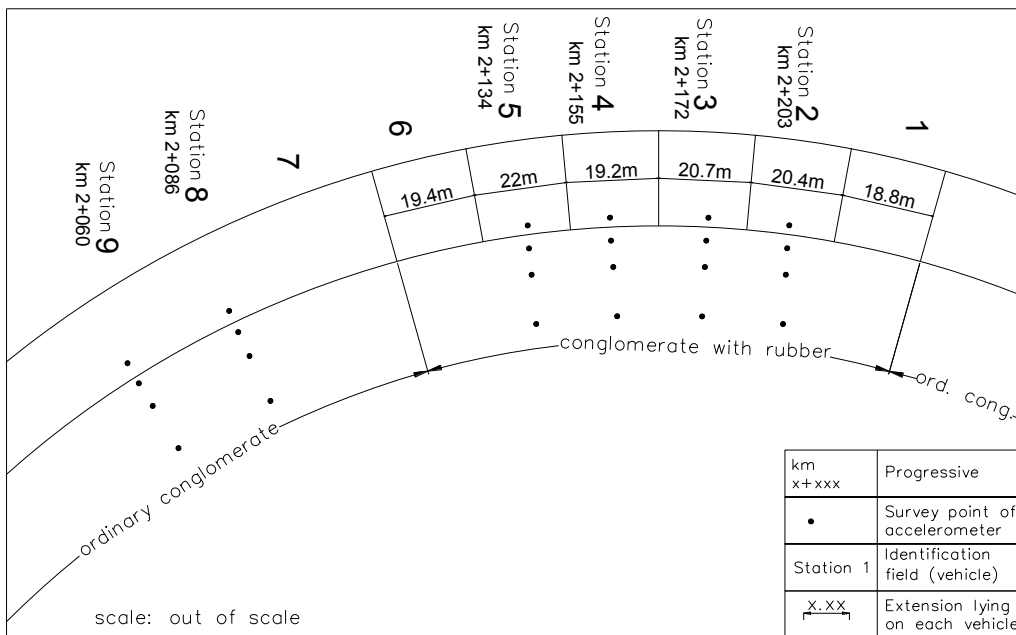 Station 9
km 2+060
Station 8
km 2+086
7
6
Station 5
km 2+134
Station 4
km 2+155
Station 3
km 2+172
Station 2
km 2+203
1
19.4m
22m
19.2m
20.7m
20.4m
18.8m
conglomerate with rubber
ord. cong.
ordinary conglomerate
scale: out of scale
km
x+xxx
Progressive
Survey point of
accelerometer
Station 1
Identification
field (vehicle)
x.xx
Extension lying
on each vehicle